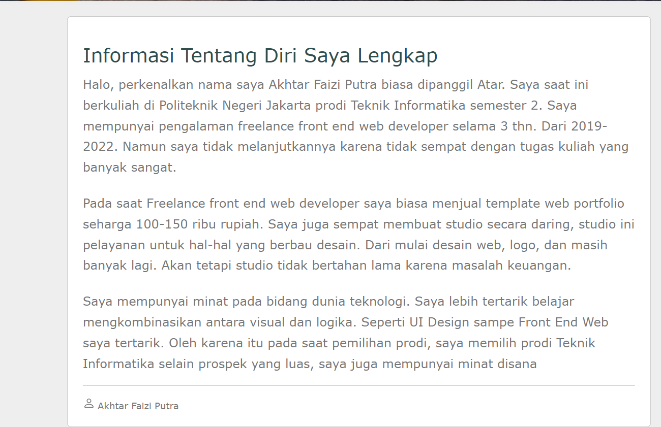 Informasi Tentang Diri Saya Lengkap
Halo, perkenalkan nama saya Akhtar Faizi Putra biasa dipanggil Atar. Saya saat ini
berkuliah di Politeknik Negeri Jakarta prodi Teknik Informatika semester 2. Saya
mempunyai pengalaman freelance front end web developer selama 3 thn. Dari 2019-
2022. Namun saya tidak melanjutkannya karena tidak sempat dengan tugas kuliah yang
banyak sangat.
Pada saat Freelance front end web developer saya biasa menjual template web portfolio
seharga 100-150 ribu rupiah. Saya juga sempat membuat studio secara daring, studio ini
pelayanan untuk hal-hal yang berbau desain. Dari mulai desain web, logo, dan masih
banyak lagi. Akan tetapi studio tidak bertahan lama karena masalah keuangan.
Saya mempunyai minat pada bidang dunia teknologi. Saya lebih tertarik belajar
mengkombinasikan antara visual dan logika. Seperti UI Design sampe Front End Web
saya tertarik. Oleh karena itu pada saat pemilihan prodi, saya memilih prodi Teknik
Informatika selain prospek yang luas, saya juga mempunyai minat disana
Akhtar Faizi Putra